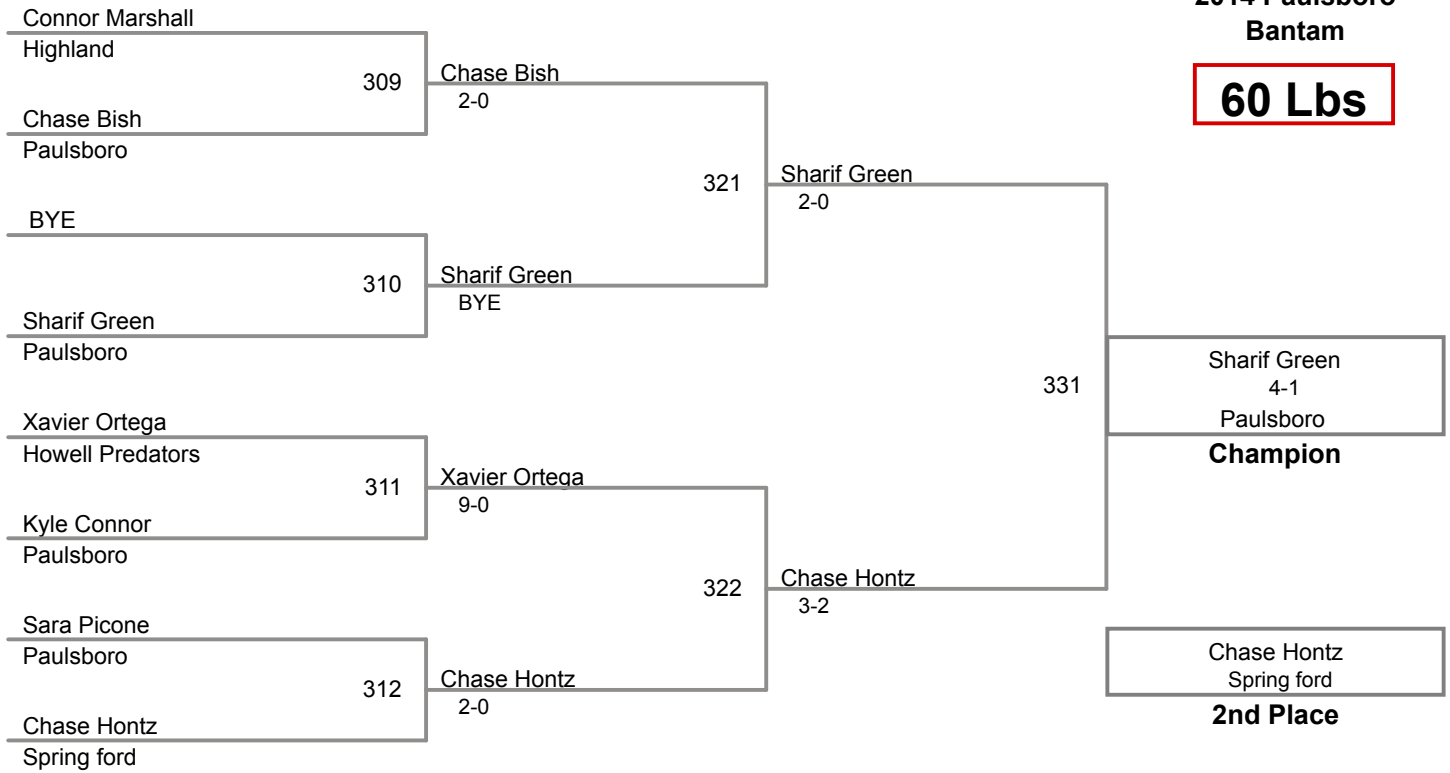 Connor Marshall
Highland
309
Chase Bish
Paulsboro
Chase Bish
2-0
BYE
310
Sharif Green
Paulsboro
Sharif Green
BYE
321
Sharif Green
2-0
Xavier Ortega
Howell Predators
311
Kyle Connor
Paulsboro
Xavier Ortega
9-0
Sara Picone
Paulsboro
312
Chase Hontz
Spring ford
Chase Hontz
2-0
322
Chase Hontz
3-2
331
2014 Paulsboro
Bantam
60 Lbs
Sharif Green
4-1
Paulsboro
Champion
Chase Hontz
Spring ford
2nd Place